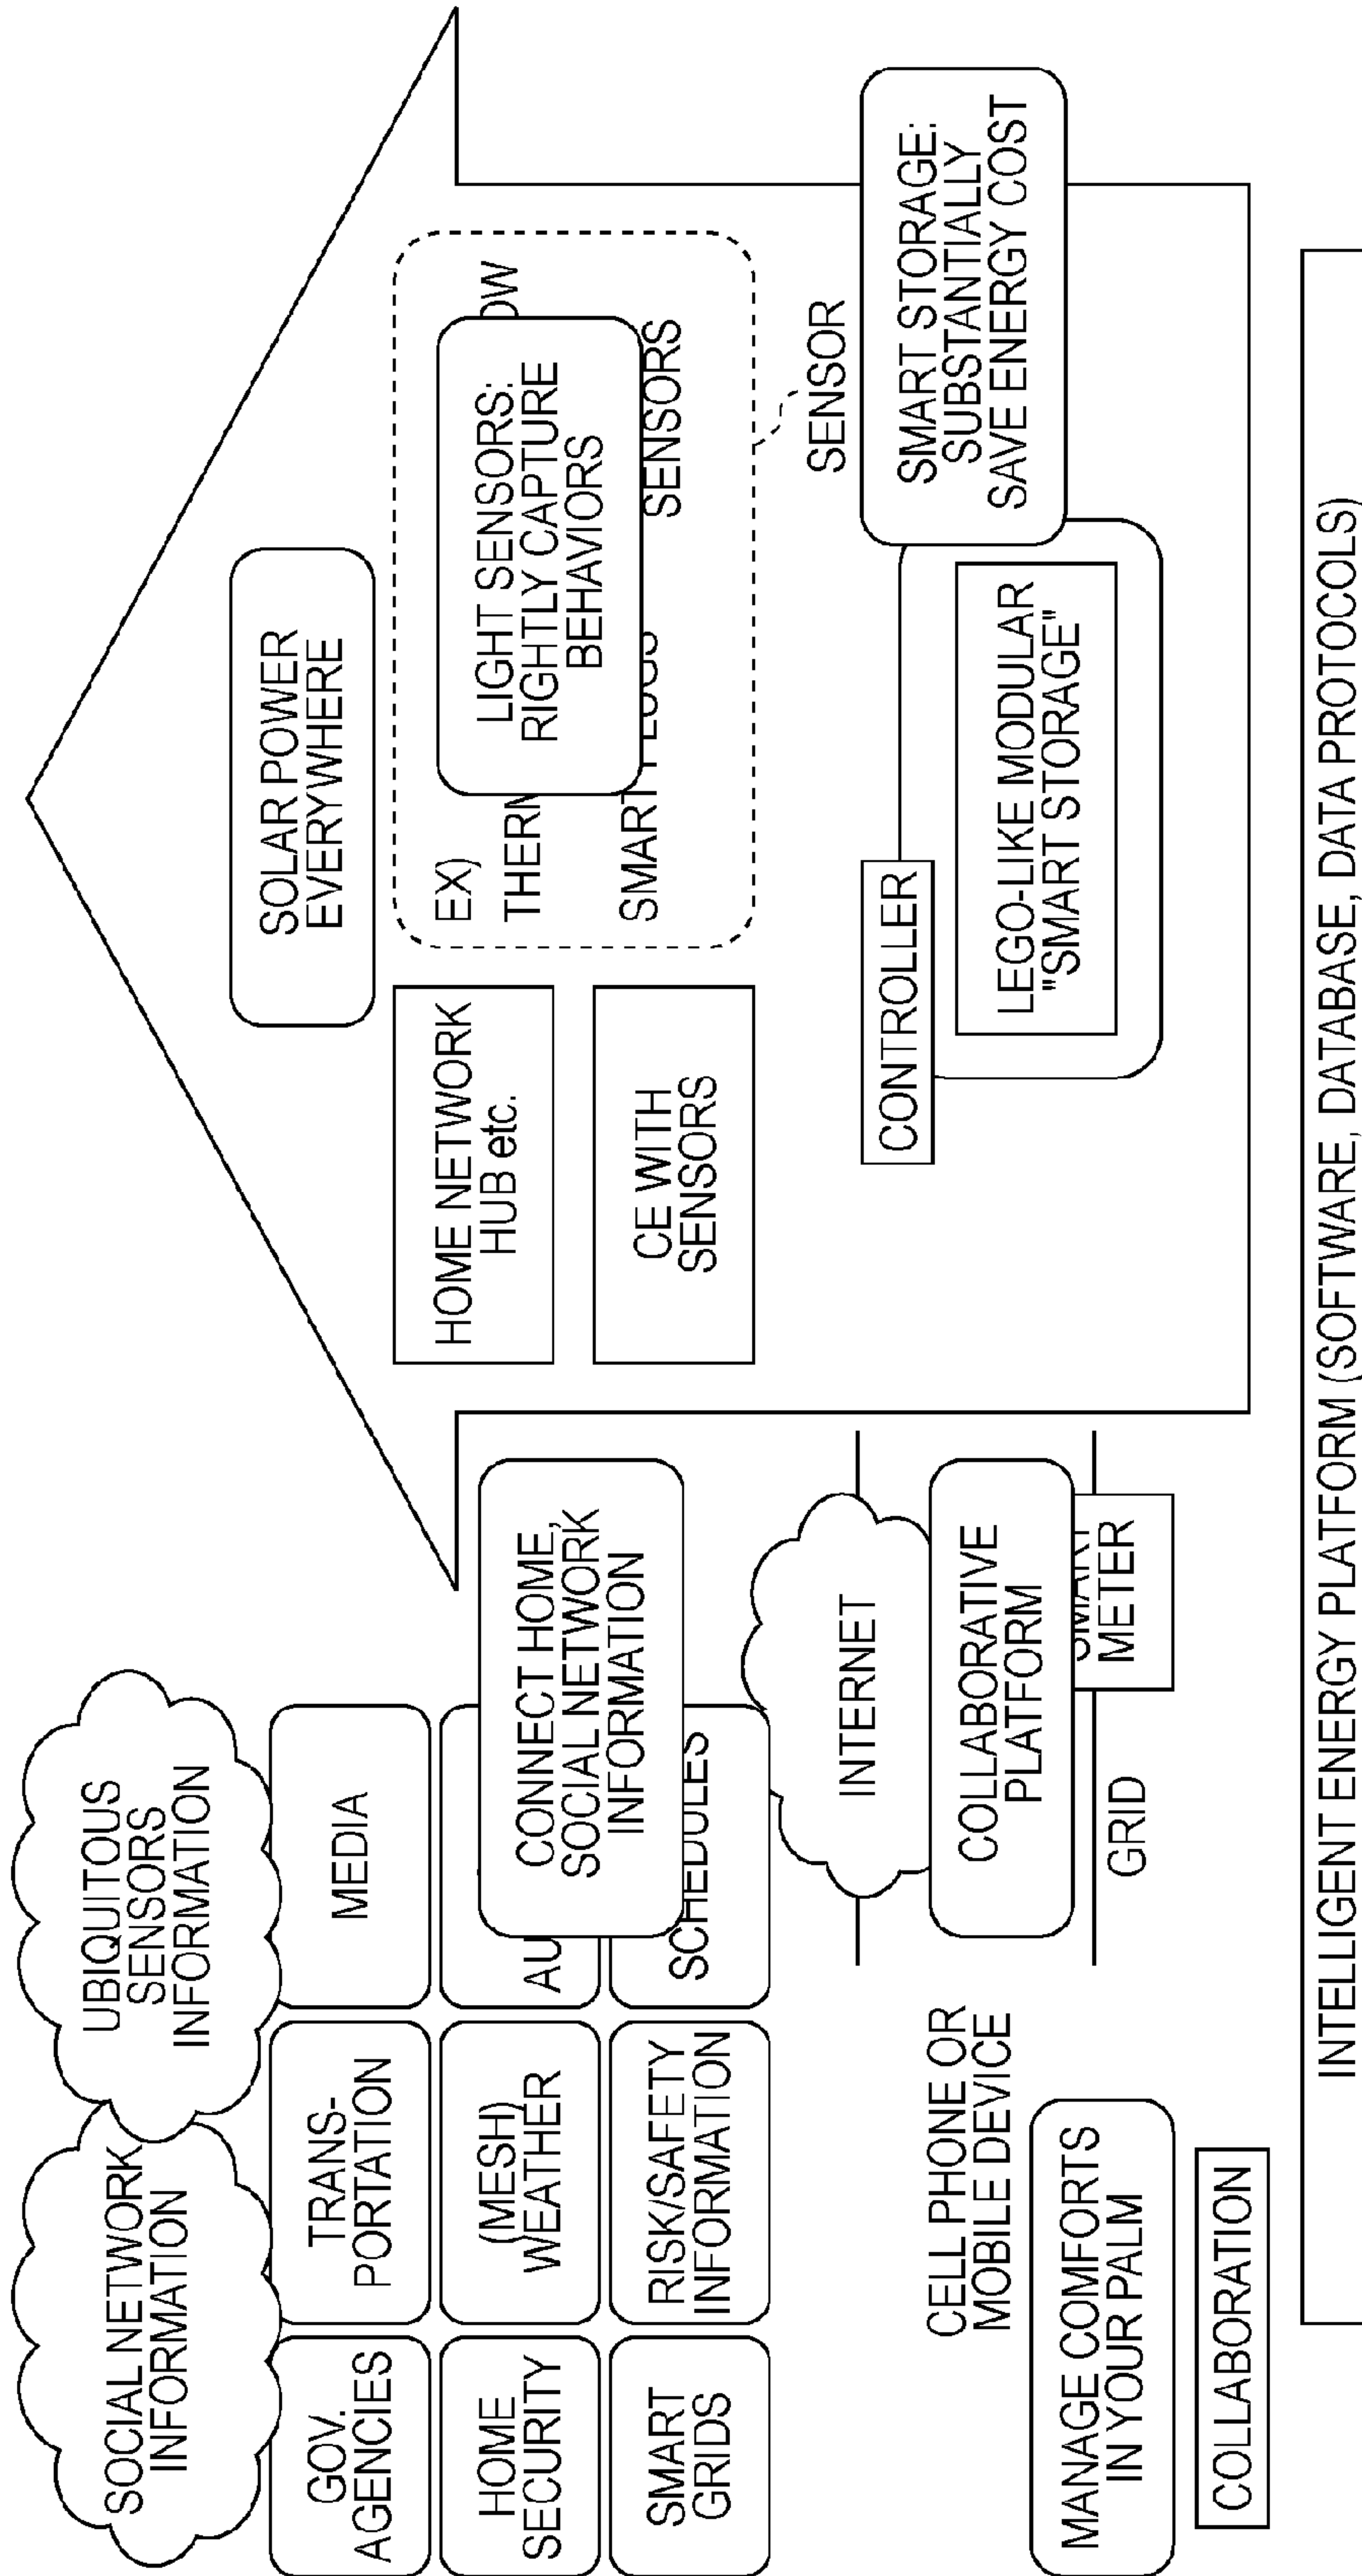 SOCIAL NETWORK
INFORMATION
UBIQUITOUS
SENSORS
INFORMATION
GOV.
AGENCIES
TRANS-
PORTATION
MEDIA
HOME
SECURITY
(MESH)
WEATHER
SMART
GRIDS
RISK/SAFETY
INFORMATION
SCHEDULES
CONNECT HOME,
SOCIAL NETWORK
INFORMATION
SOLAR POWER
EVERYWHERE
HOME NETWORK
HUB etc.
CE WITH
SENSORS
EX)
LIGHT SENSORS:
RIGHTLY CAPTURE
BEHAVIORS
SMART
SENSORS
SENSOR
INTERNET
COLLABORATIVE
PLATFORM
SMART
METER
GRID
CELL PHONE OR
MOBILE DEVICE
MANAGE COMFORTS
IN YOUR PALM
COLLABORATION
CONTROLLER
LEGO-LIKE MODULAR
"SMART STORAGE"
SMART STORAGE:
SUBSTANTIALLY
SAVE ENERGY COST
INTELLIGENT ENERGY PLATFORM (SOFTWARE, DATABASE, DATA PROTOCOLS)